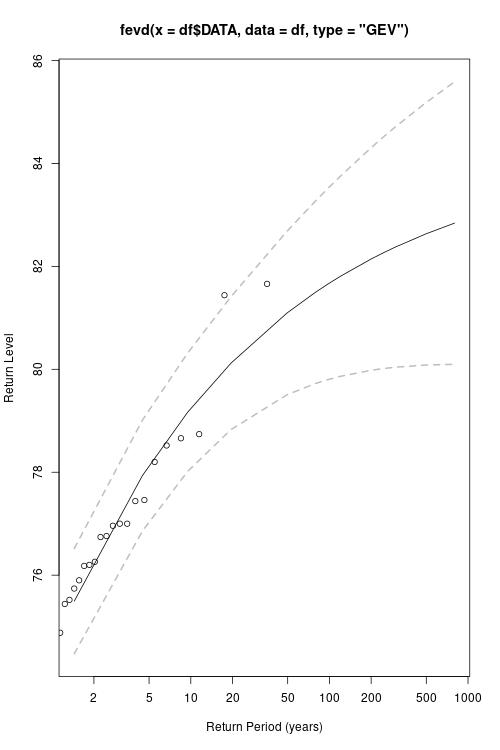 fevd(x = df$DATA, data = df, type = "GEV")
86
84
82
80
78
76
Return Level
2 5 10 20 50 100 200 500 1000
Return Period (years)